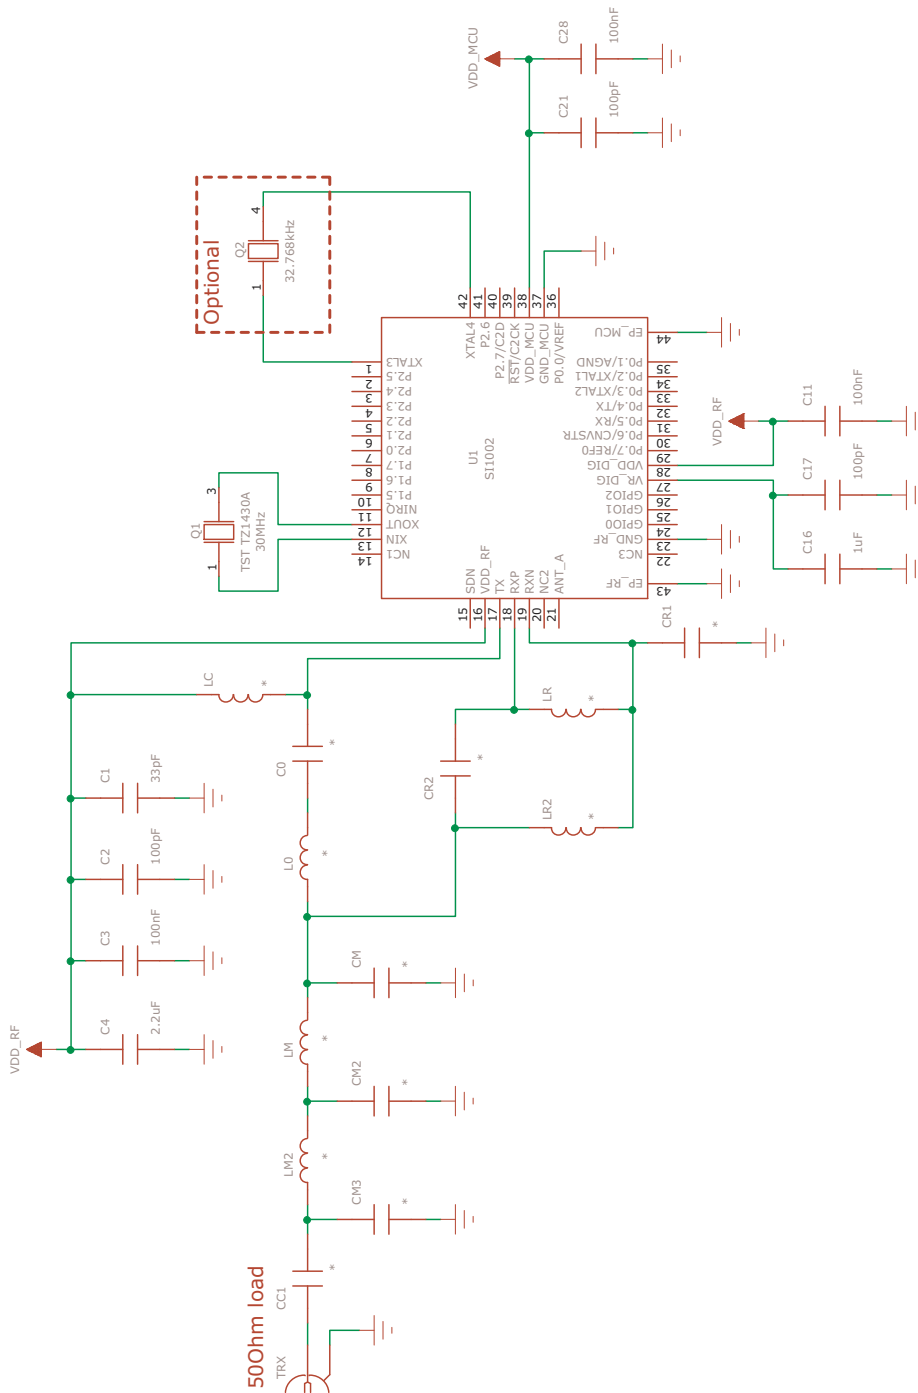 VDD_MCU
C28
100nF
C21
100pF
Optional
Q2
32.768kHz
4
1
42
41
40
39
38
37
36
XTAL4
P2.6
P2.7/C2D
RST/C2CK
VDD_MCU
GND_MCU
P0.0/VREF
U1
SI1002
XTAL3
P2.5
P2.4
P2.3
P2.2
P2.1
P2.0
P1.7
P1.6
P1.5
NIRQ
XOUT
XIN
NC1
1
2
3
4
5
6
7
8
9
10
11
12
13
14
EP_MCU
P0.1/AGND
P0.2/XTAL1
P0.3/XTAL2
P0.4/TX
P0.5/RX
P0.6/CNVSTR
P0.7/REF0
VDD_DIG
VR_DIG
GPIO2
GPIO1
GPIO0
GND_RF
NC3
EP_RF
44
35
34
33
32
31
30
29
28
27
26
25
24
23
22
43
SDN
VDD_RF
TX
RXP
RXN
NC2
ANT_A
15
16
17
18
19
20
21
Q1
TST TZ1430A
30MHz
3
1
VDD_RF
C11
100nF
C17
100pF
C16
1uF
CR1
*
LC
*
C0
*
L0
*
CR2
*
LR
*
LR2
*
C1
33pF
C2
100pF
C3
100nF
C4
2.2uF
VDD_RF
CM
*
LM
*
CM2
*
LM2
*
CM3
*
CC1
*
50Ohm load
TRX